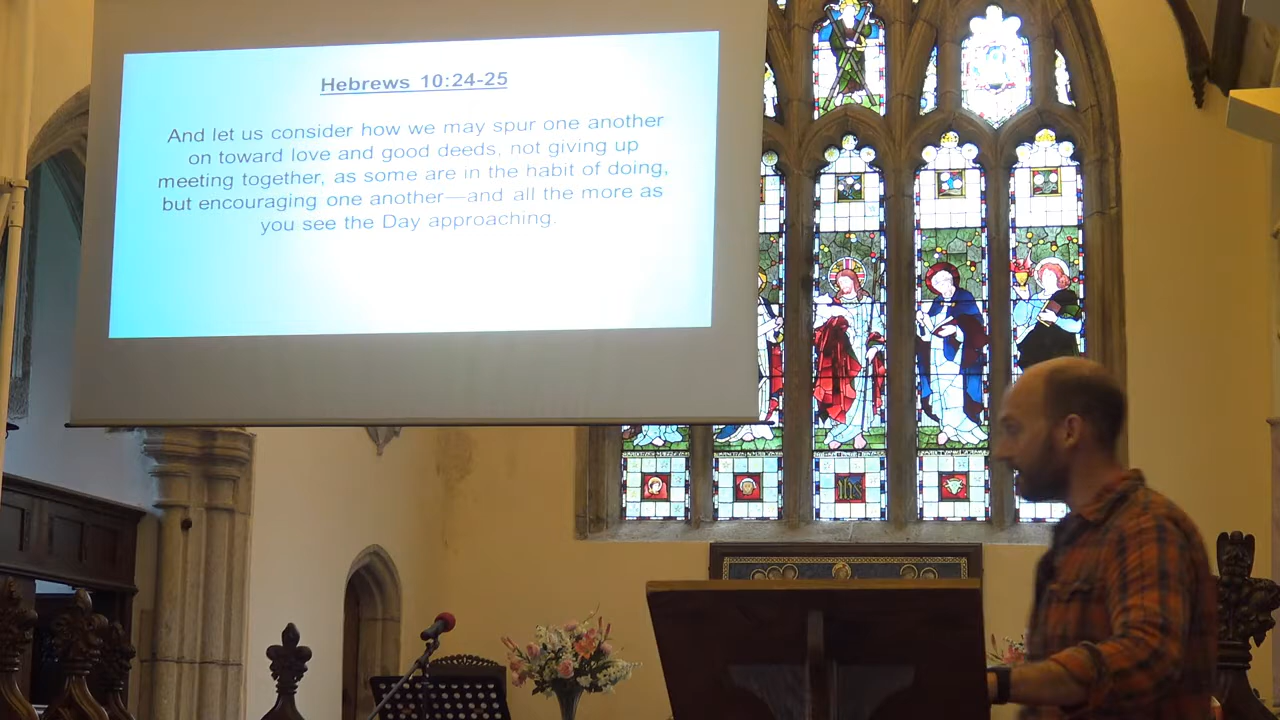 Hebrews 10:24-25
And let us consider how we may spur one another
on toward love and good deeds, not giving up
meeting together, as some are in the habit of doing,
but encouraging one another—and all the more as
you see the Day approaching.
ihs